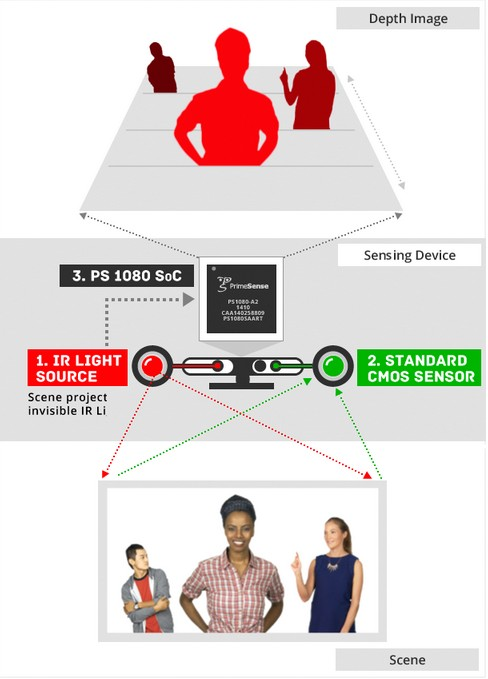 Depth Image
Sensing Device
3. PS 1080 SoC
PrimeSense
PS1080-A2
1410
CAA140258809
PS1080SAART
1. IR LIGHT
SOURCE
2. STANDARD
CMOS SENSOR
Scene project
invisible IR Li
Scene